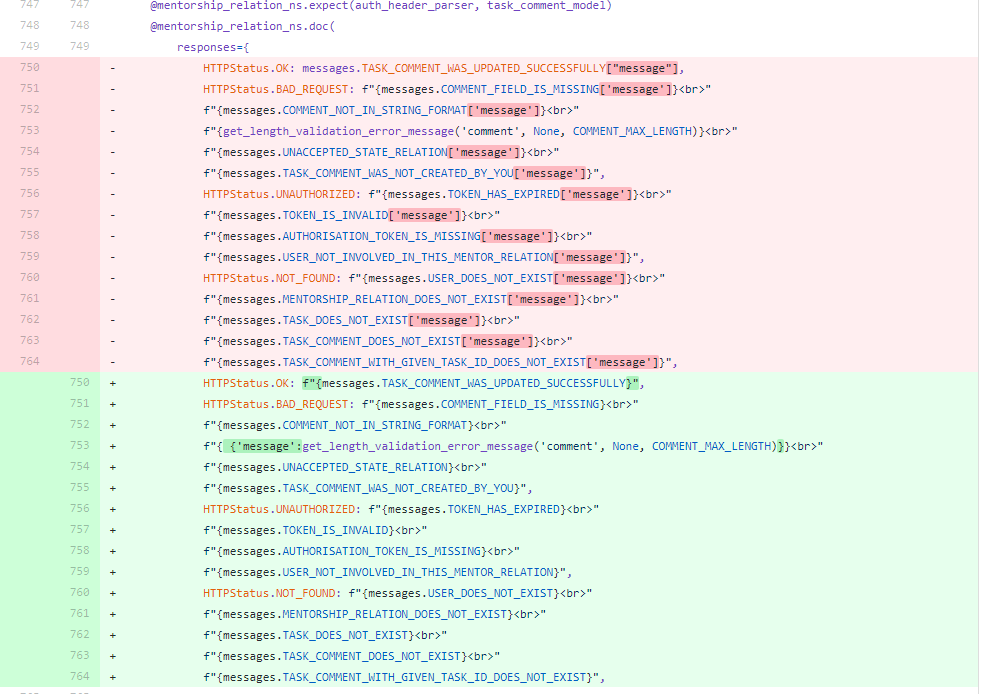 747 747 @mentorship_relation_ns.expect(auth_header_parser, task_comment_model)
748 748 @mentorship_relation_ns.doc(
749 749 responses={
750 - HTTPStatus.OK: messages.TASK_COMMENT_WAS_UPDATED_SUCCESSFULLY["message"],
751 - HTTPStatus.BAD_REQUEST: f"{messages.COMMENT_FIELD_IS_MISSING['message']}<br>"
752 - f"{messages.COMMENT_NOT_IN_STRING_FORMAT['message']}<br>"
753 - f"{get_length_validation_error_message('comment', None, COMMENT_MAX_LENGTH)}<br>"
754 - f"{messages.UNACCEPTED_STATE_RELATION['message']}<br>"
755 - f"{messages.TASK_COMMENT_WAS_NOT_CREATED_BY_YOU['message']}",
756 - HTTPStatus.UNAUTHORIZED: f"{messages.TOKEN_HAS_EXPIRED['message']}<br>"
757 - f"{messages.TOKEN_IS_INVALID['message']}<br>"
758 - f"{messages.AUTHORISATION_TOKEN_IS_MISSING['message']}<br>"
759 - f"{messages.USER_NOT_INVOLVED_IN_THIS_MENTOR_RELATION['message']}",
760 - HTTPStatus.NOT_FOUND: f"{messages.USER_DOES_NOT_EXIST['message']}<br>"
761 - f"{messages.MENTORSHIP_RELATION_DOES_NOT_EXIST['message']}<br>"
762 - f"{messages.TASK_DOES_NOT_EXIST['message']}<br>"
763 - f"{messages.TASK_COMMENT_DOES_NOT_EXIST['message']}<br>"
764 - f"{messages.TASK_COMMENT_WITH_GIVEN_TASK_ID_DOES_NOT_EXIST['message']}",
750 + HTTPStatus.OK: f"{messages.TASK_COMMENT_WAS_UPDATED_SUCCESSFULLY}",
751 + HTTPStatus.BAD_REQUEST: f"{messages.COMMENT_FIELD_IS_MISSING}<br>"
752 + f"{messages.COMMENT_NOT_IN_STRING_FORMAT}<br>"
753 + f"{ {'message':get_length_validation_error_message('comment', None, COMMENT_MAX_LENGTH)}}<br>"
754 + f"{messages.UNACCEPTED_STATE_RELATION}<br>"
755 + f"{messages.TASK_COMMENT_WAS_NOT_CREATED_BY_YOU}",
756 + HTTPStatus.UNAUTHORIZED: f"{messages.TOKEN_HAS_EXPIRED}<br>"
757 + f"{messages.TOKEN_IS_INVALID}<br>"
758 + f"{messages.AUTHORISATION_TOKEN_IS_MISSING}<br>"
759 + f"{messages.USER_NOT_INVOLVED_IN_THIS_MENTOR_RELATION}",
760 + HTTPStatus.NOT_FOUND: f"{messages.USER_DOES_NOT_EXIST}<br>"
761 + f"{messages.MENTORSHIP_RELATION_DOES_NOT_EXIST}<br>"
762 + f"{messages.TASK_DOES_NOT_EXIST}<br>"
763 + f"{messages.TASK_COMMENT_DOES_NOT_EXIST}<br>"
764 + f"{messages.TASK_COMMENT_WITH_GIVEN_TASK_ID_DOES_NOT_EXIST}",